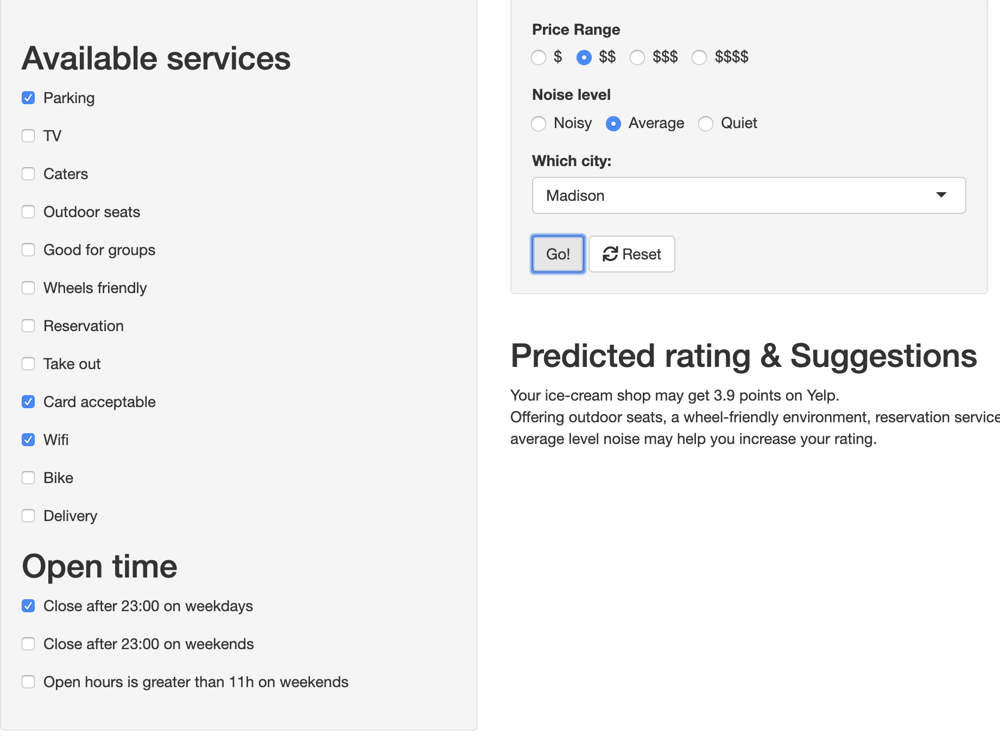 Available services
Parking
TV
Caters
Outdoor seats
Good for groups
Wheels friendly
Reservation
Take out
Card acceptable
Wifi
Bike
Delivery
Open time
Close after 23:00 on weekdays
Close after 23:00 on weekends
Open hours is greater than 11h on weekends
Price Range
$ $$ $$$ $$$$
Noise level
Noisy Average Quiet
Which city:
Madison
Go! Reset
Predicted rating & Suggestions
Your ice-cream shop may get 3.9 points on Yelp.
Offering outdoor seats, a wheel-friendly environment, reservation service
average level noise may help you increase your rating.